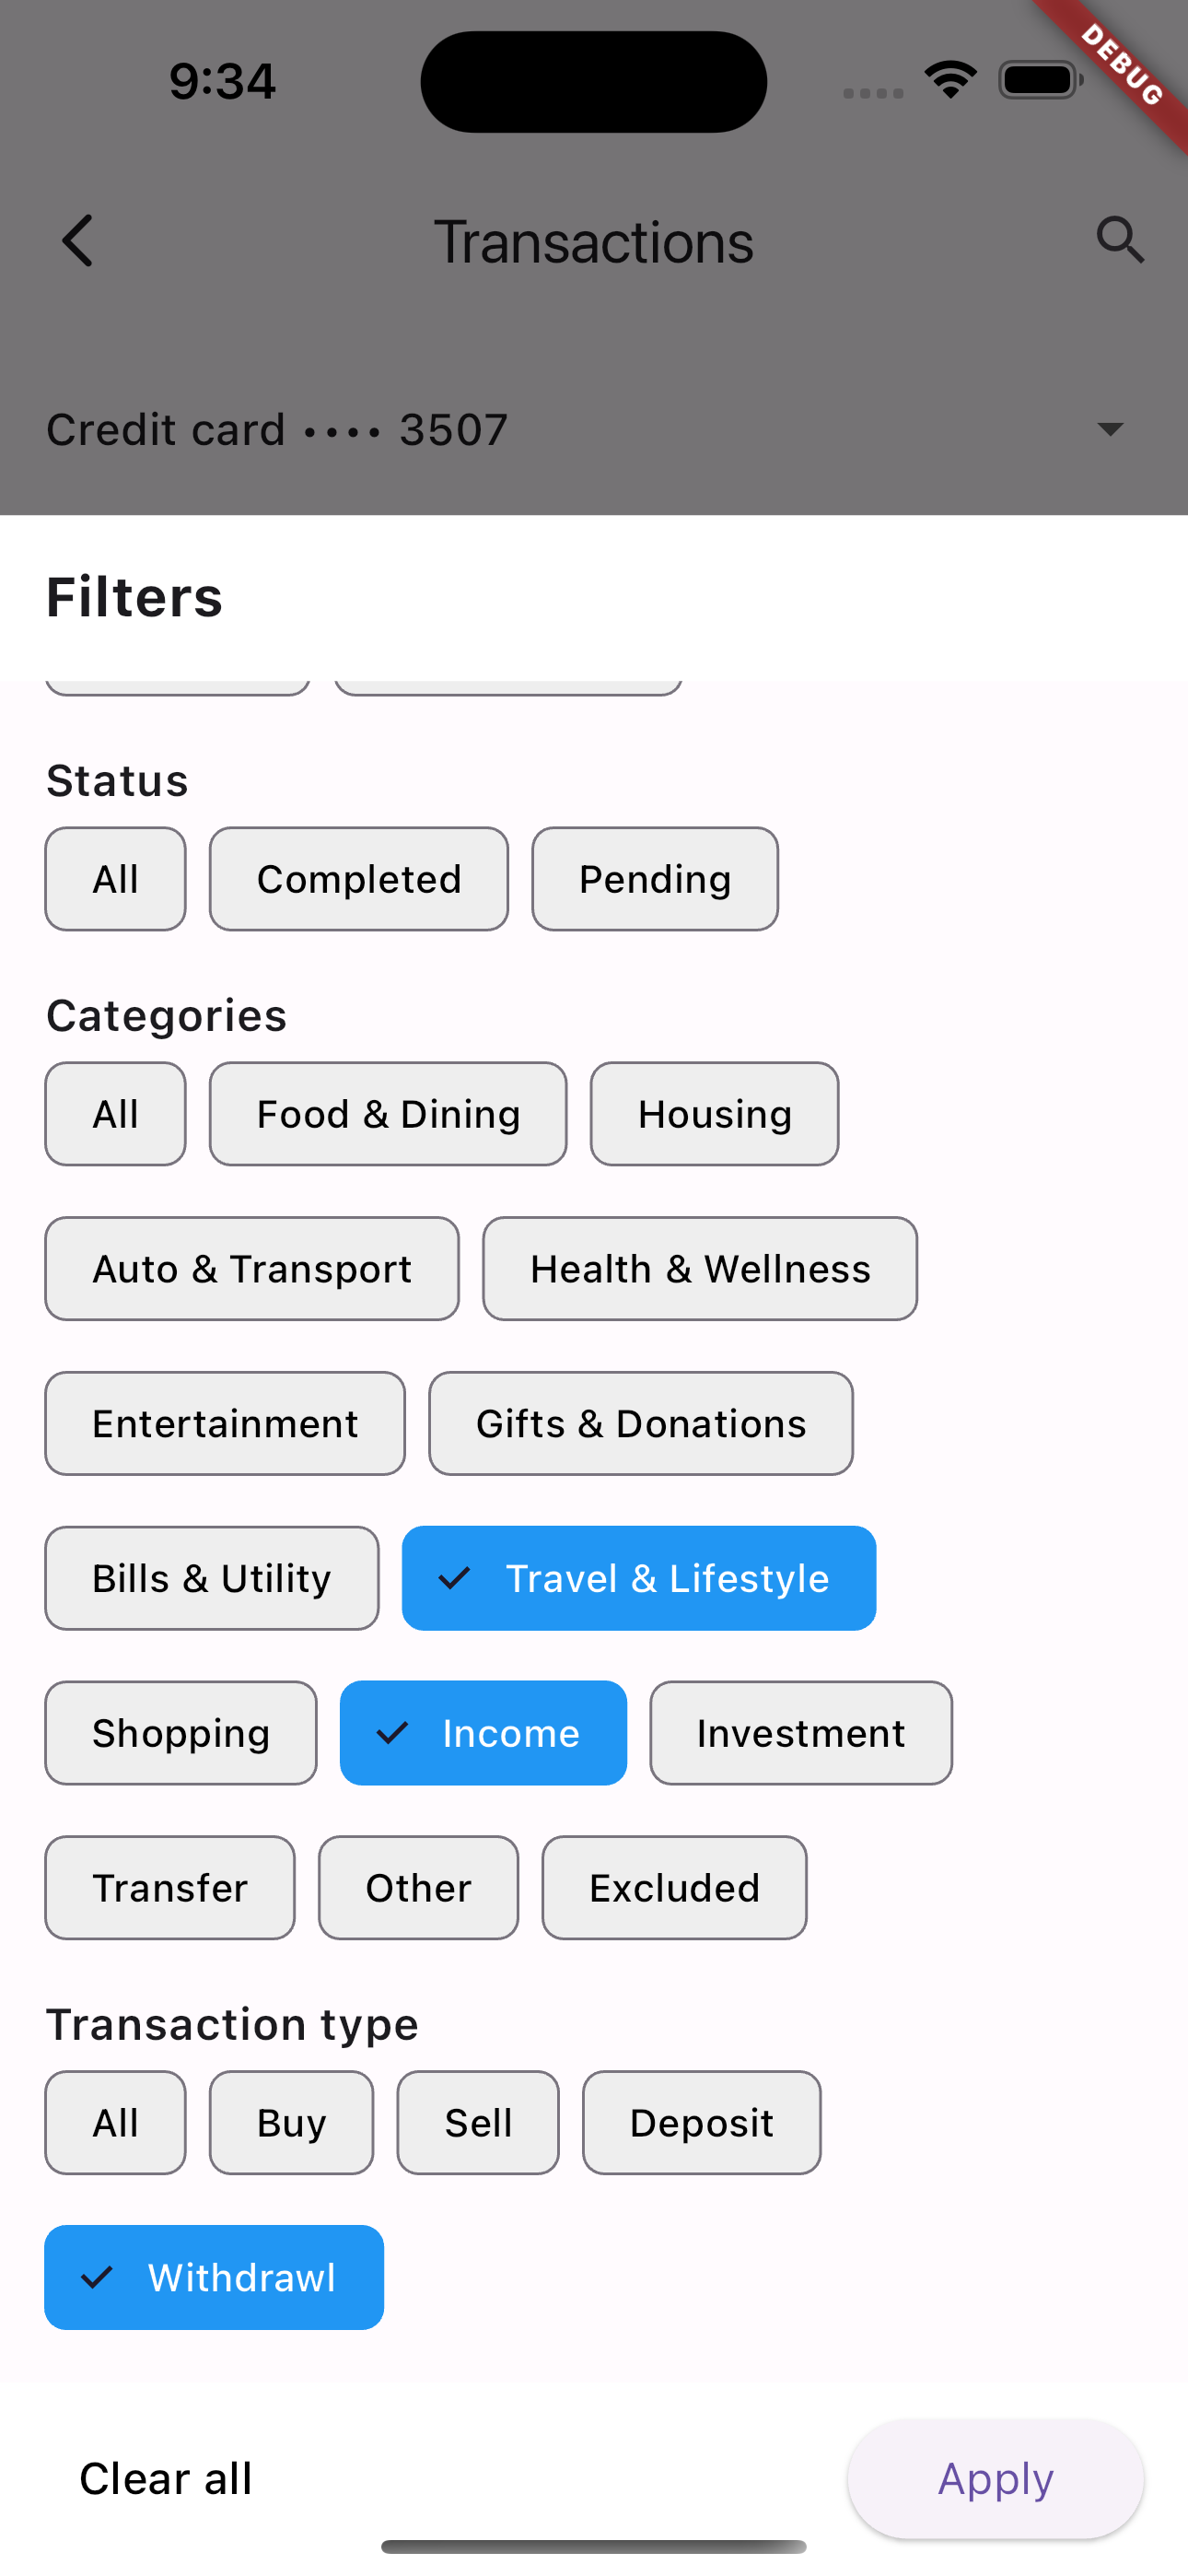 9:34
DEBUG
Transactions
Credit card •••• 3507
Filters
Status
All Completed Pending
Categories
All Food & Dining Housing
Auto & Transport Health & Wellness
Entertainment Gifts & Donations
Bills & Utility Travel & Lifestyle
Shopping Income Investment
Transfer Other Excluded
Transaction type
All Buy Sell Deposit
Withdrawl
Clear all Apply